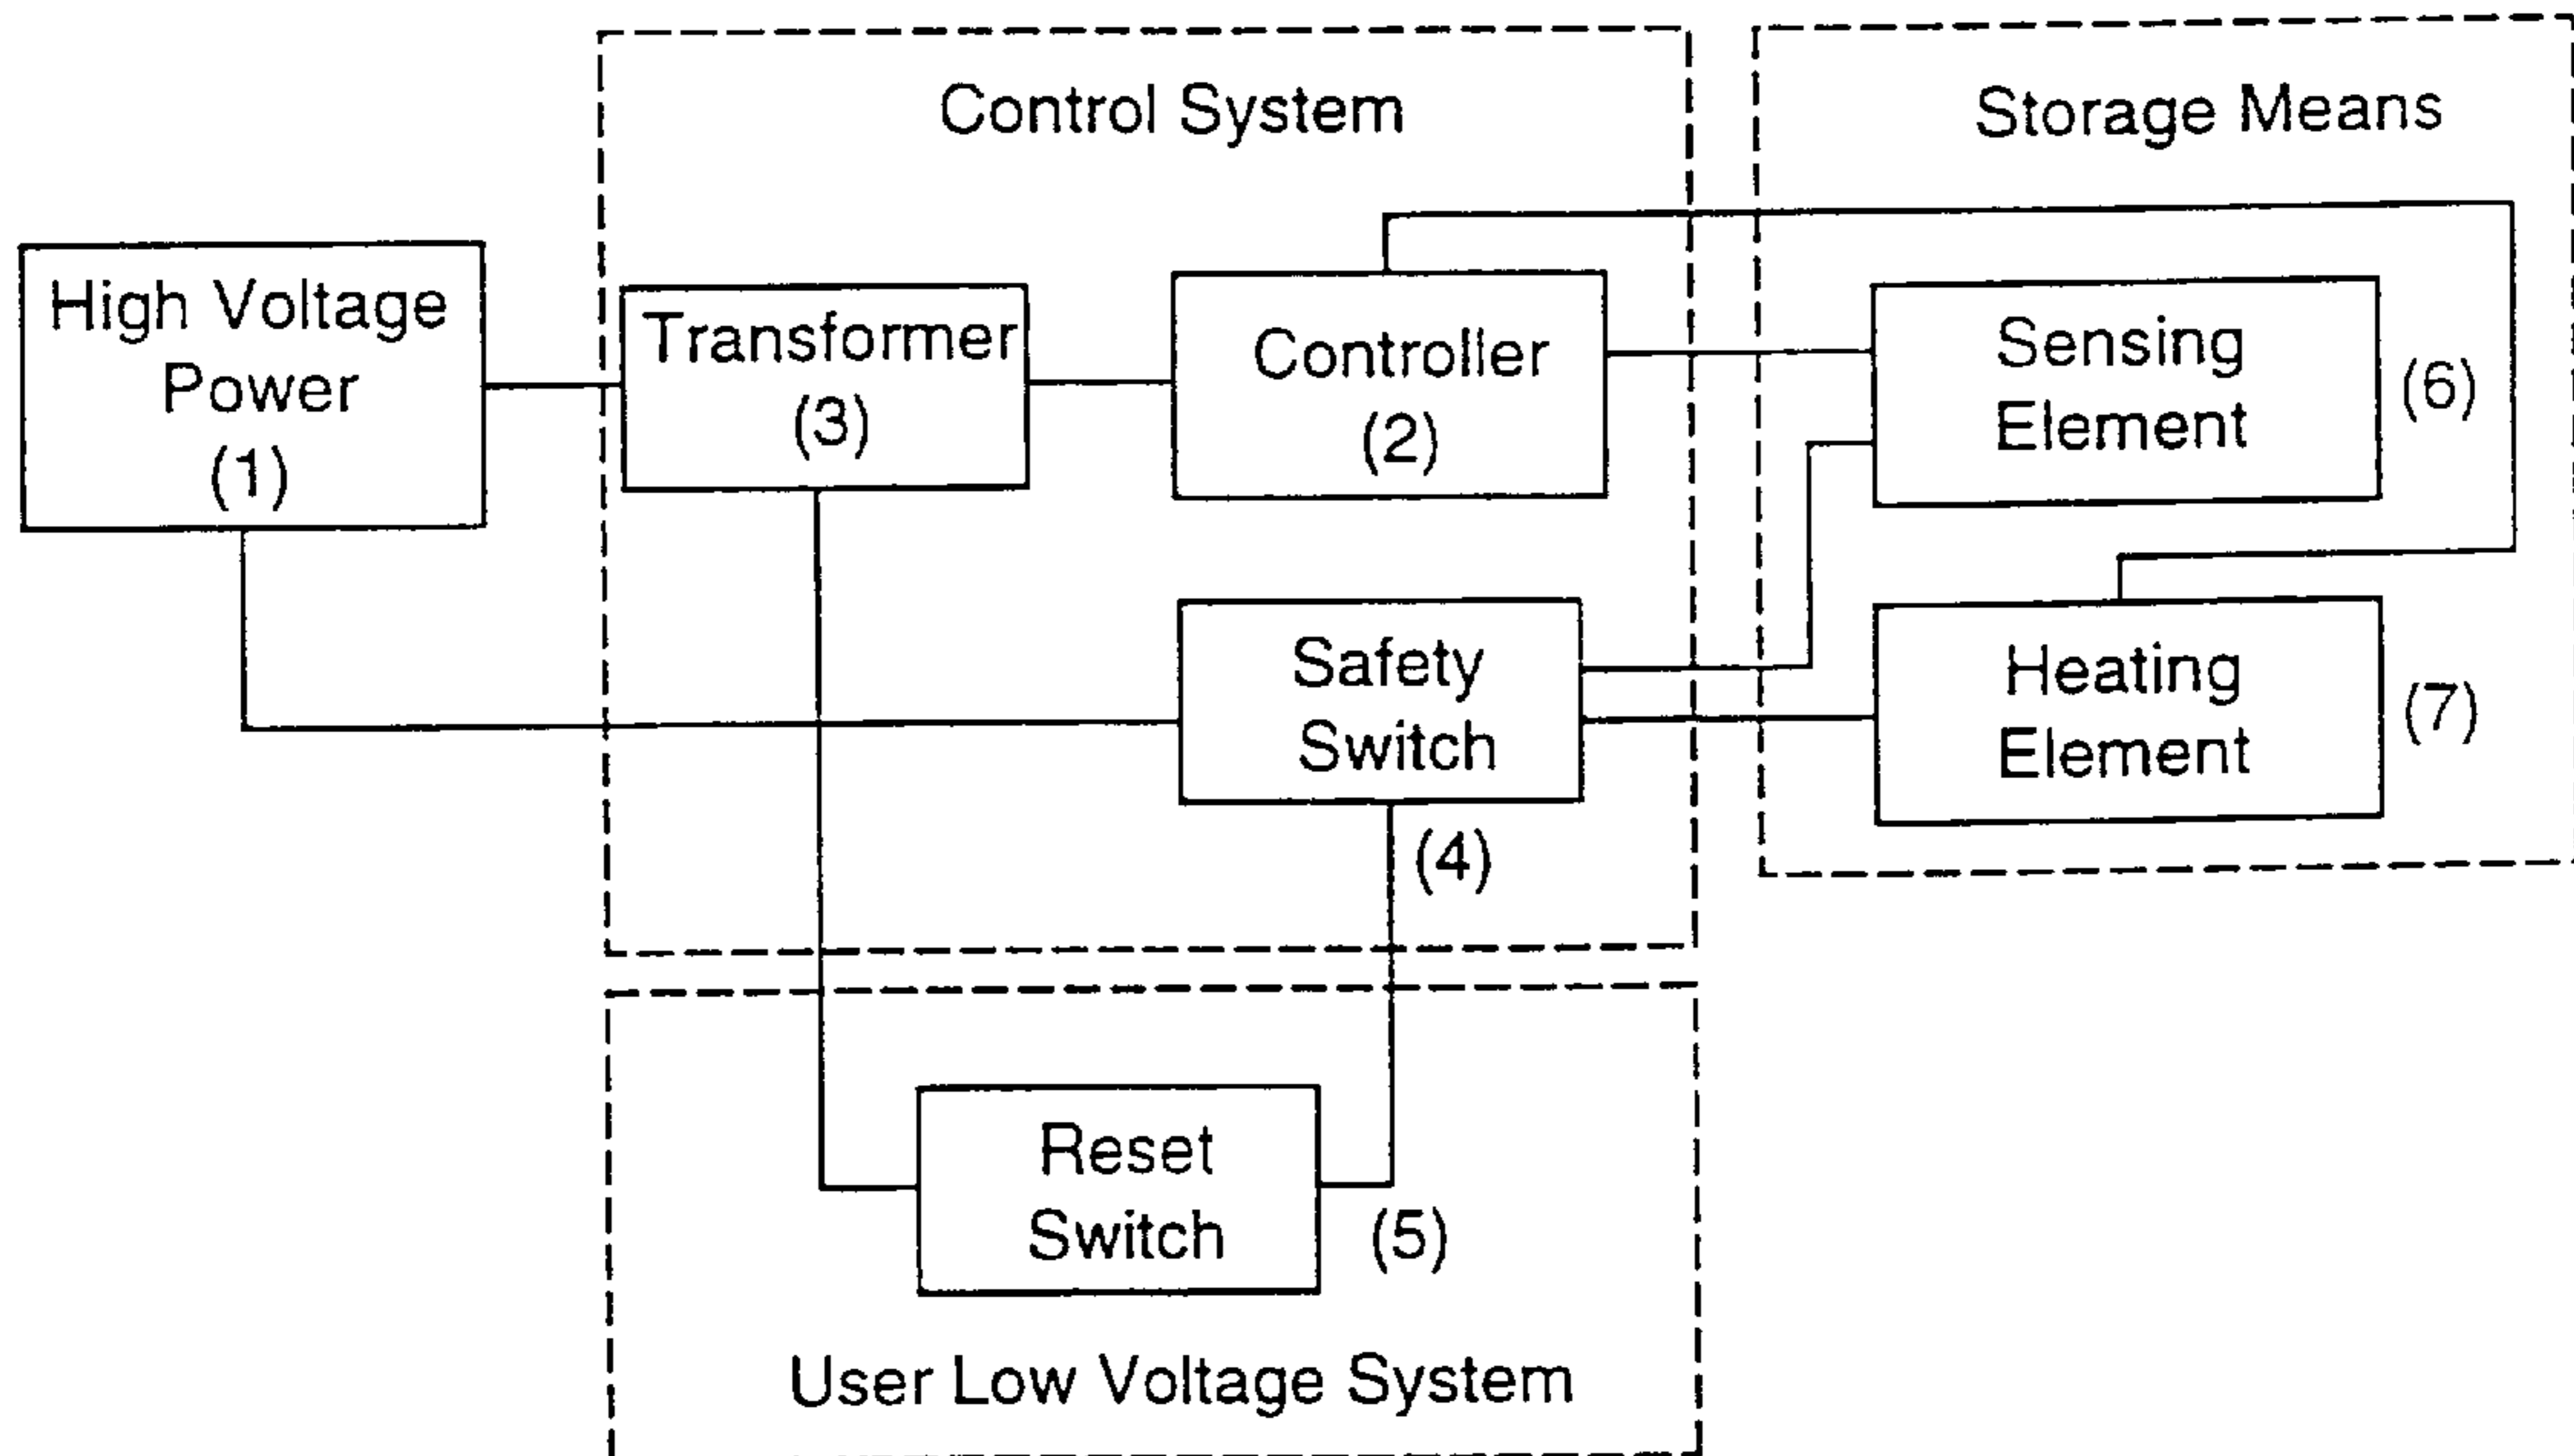 Control System
Storage Means
High Voltage
Power
(1)
Transformer
(3)
Controller
(2)
Sensing
Element
(6)
Safety
Switch
(4)
Heating
Element
(7)
Reset
Switch
(5)
User Low Voltage System